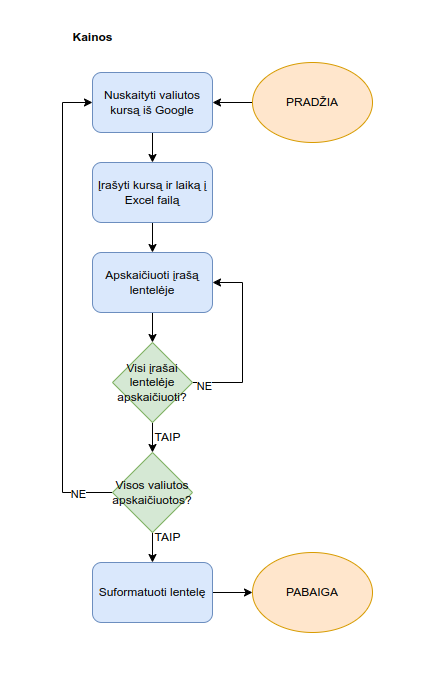 Kainos
Nuskaityti valiutos
kursą iš Google
PRADŽIA
Įrašyti kursą ir laiką į
Excel failą
Apskaičiuoti įrašą
lentelėje
Visi įrašai
lentelėje
apskaičiuoti?
NE
TAIP
Visos valiutos
apskaičiuotos?
NE
TAIP
Suformatuoti lentelę
PABAIGA